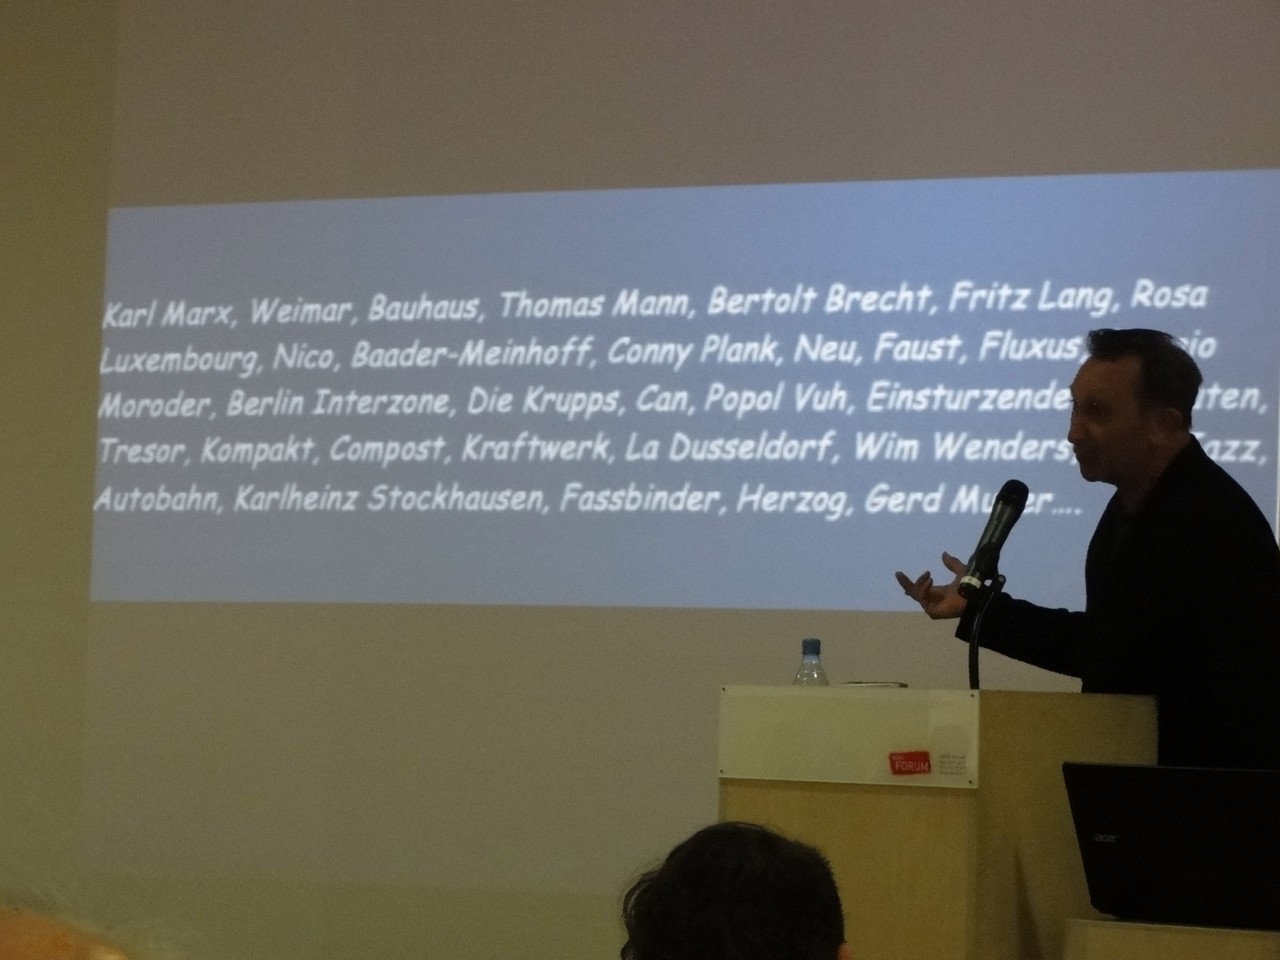 Karl Marx, Weimar, Bauhaus, Thomas Mann, Bertolt Brecht, Fritz Lang, Rosa
Luxembourg, Nico, Baader-Meinhoff, Conny Plank, Neu, Faust, Fluxus,
Moroder, Berlin Interzone, Die Krupps, Can, Popol Vuh, Einsturzende
Tresor, Kompakt, Compost, Kraftwerk, La Dusseldorf, Wim Wenders,
Autobahn, Karlheinz Stockhausen, Fassbinder, Herzog, Gerd
FORUM
acer